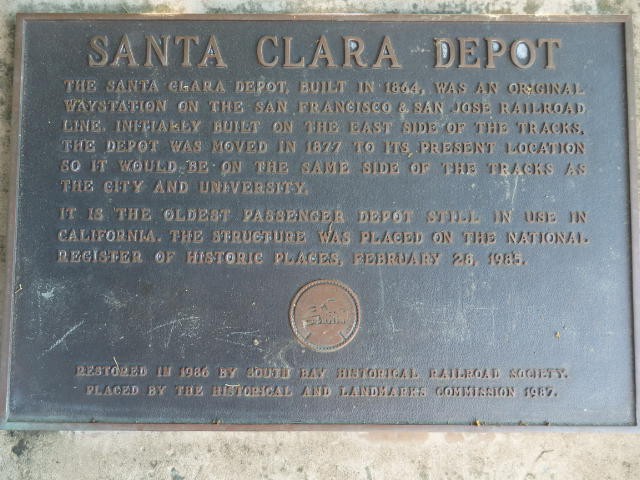 SANTA CLARA DEPOT
THE SANTA CLARA DEPOT, BUILT IN 1864, WAS AN ORIGINAL
WAYSTATION ON THE SAN FRANCISCO & SAN JOSE RAILROAD
LINE. INITIALLY BUILT ON THE EAST SIDE OF THE TRACKS,
THE DEPOT WAS MOVED IN 1877 TO ITS PRESENT LOCATION
SO IT WOULD BE ON THE SAME SIDE OF THE TRACKS AS
THE CITY AND UNIVERSITY.
IT IS THE OLDEST PASSENGER DEPOT STILL IN USE IN
CALIFORNIA. THE STRUCTURE WAS PLACED ON THE NATIONAL
REGISTER OF HISTORIC PLACES, FEBRUARY 28, 1985.
RESTORED IN 1986 BY SOUTH BAY HISTORICAL RAILROAD SOCIETY.
PLACED BY THE HISTORICAL AND LANDMARKS COMMISSION 1987.